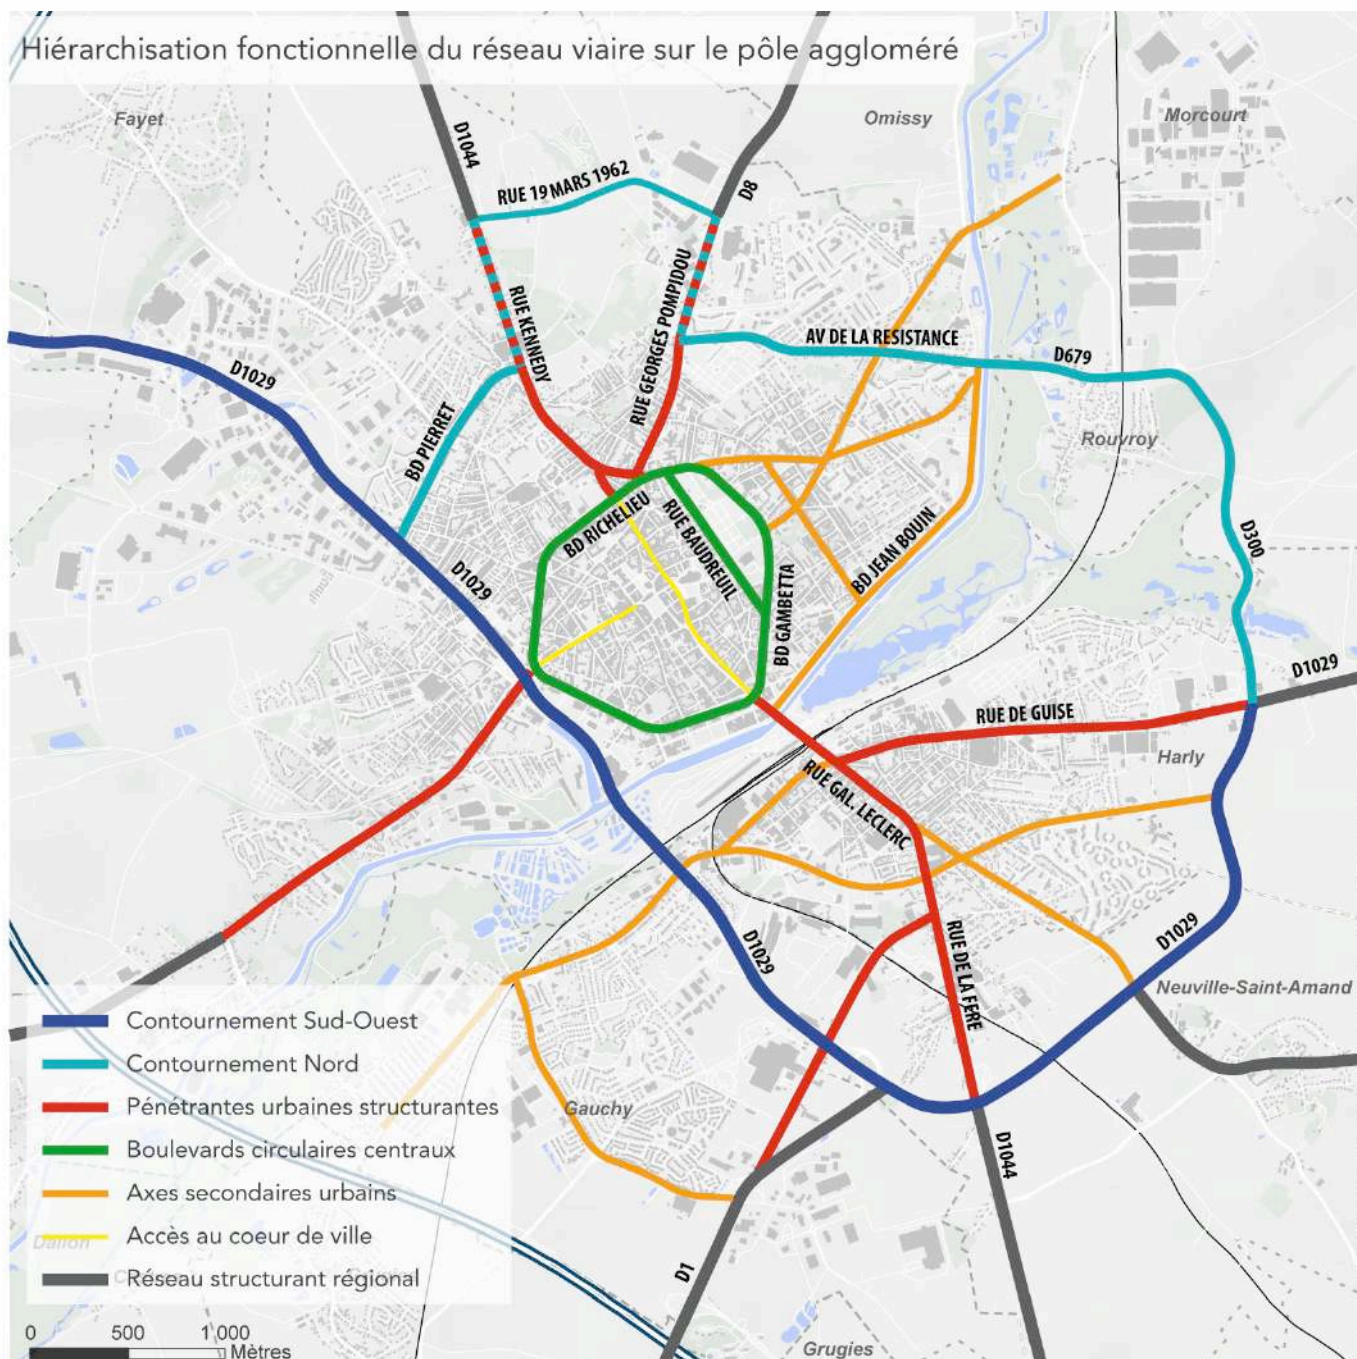 Hiérarchisation fonctionnelle du réseau viaire sur le pôle aggloméré
Fayet
Omissy
Morcourt
D1044
RUE 19 MARS 1962
D8
RUE KENNEDY
RUE GEORGES POMPIDOU
AV DE LA RESISTANCE
D679
D1029
BD PIERRET
Rouvroy
BD RICHELIEU
RUE BAUDREUIL
BD JEAN BOUIN
D300
D1029
BD GAMBETTA
D1029
RUE DE GUISE
Harly
RUE GAL. LECLERC
D1029
RUE DE LA FERE
D1029
Neuville-Saint-Amand
Gauchy
D1044
D1
Grugies
Contournement Sud-Ouest
Contournement Nord
Pénétrantes urbaines structurantes
Boulevards circulaires centraux
Axes secondaires urbains
Accès au coeur de ville
Dallon
Réseau structurant régional
0 500 1 000
Mètres